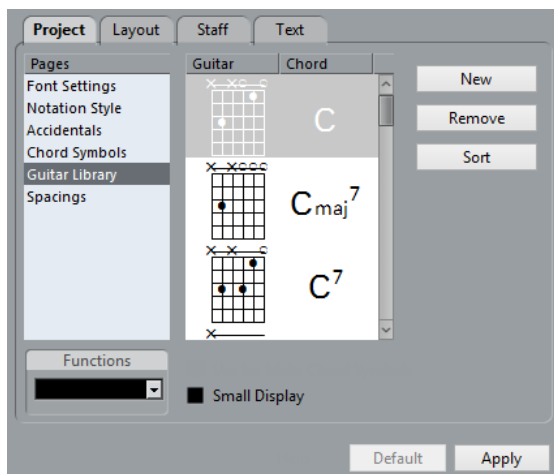 Project Layout Staff Text
Pages Guitar Chord
Font Settings
Notation Style
Accidentals
Chord Symbols
Guitar Library
Spacings
C
Cmaj7
C7
New
Remove
Sort
Functions
Small Display
Default Apply